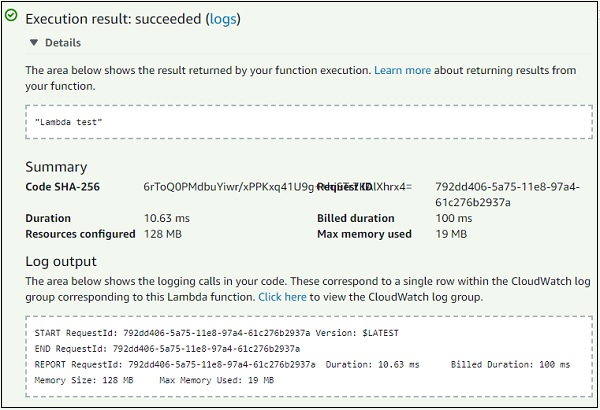 Execution result: succeeded (logs)
Details
The area below shows the result returned by your function execution. Learn more about returning results from
your function.
"Lambda test"
Summary
Code SHA-256 6rToQ0PMdbuYiwr/xPPKxq41U9g Request ID 792dd406-5a75-11e8-97a4-
61c276b2937a
Duration 10.63 ms Billed duration 100 ms
Resources configured 128 MB Max memory used 19 MB
Log output
The area below shows the logging calls in your code. These correspond to a single row within the CloudWatch log
group corresponding to this Lambda function. Click here to view the CloudWatch log group.
START RequestId: 792dd406-5a75-11e8-97a4-61c276b2937a Version: $LATEST
END RequestId: 792dd406-5a75-11e8-97a4-61c276b2937a
REPORT RequestId: 792dd406-5a75-11e8-97a4-61c276b2937a Duration: 10.63 ms Billed Duration: 100 ms
Memory Size: 128 MB Max Memory Used: 19 MB